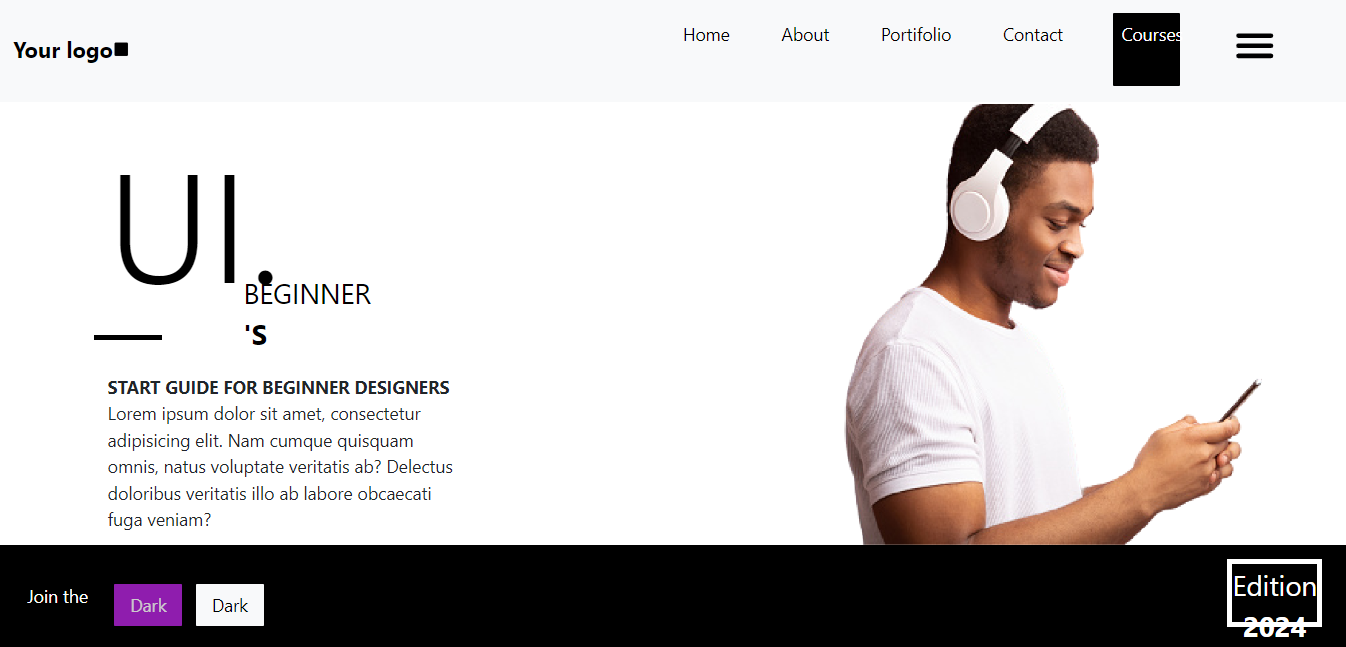 Your logo
Home About Portifolio Contact Courses
UI.
BEGINNER
'S
START GUIDE FOR BEGINNER DESIGNERS
Lorem ipsum dolor sit amet, consectetur
adipisicing elit. Nam cumque quisquam
omnis, natus voluptate veritatis ab? Delectus
doloribus veritatis illo ab labore obcaecati
fuga veniam?
Join the Dark Dark
Edition
2024